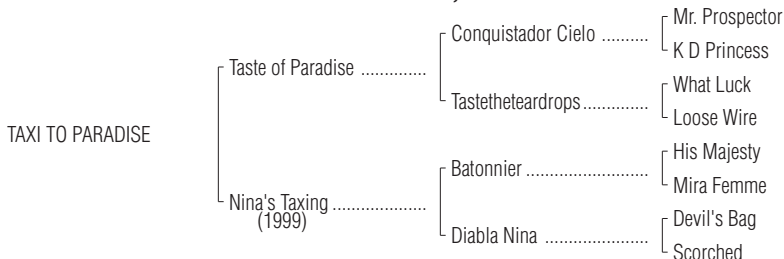 Mr. Prospector
Conquistador Cielo ..........
K D Princess
Taste of Paradise ..............
What Luck
Tastetheteardrops ..............
Loose Wire
TAXI TO PARADISE
His Majesty
Batonnier ..........................
Mira Femme
Nina's Taxing ....................
(1999)
Devil's Bag
Diabla Nina ......................
Scorched